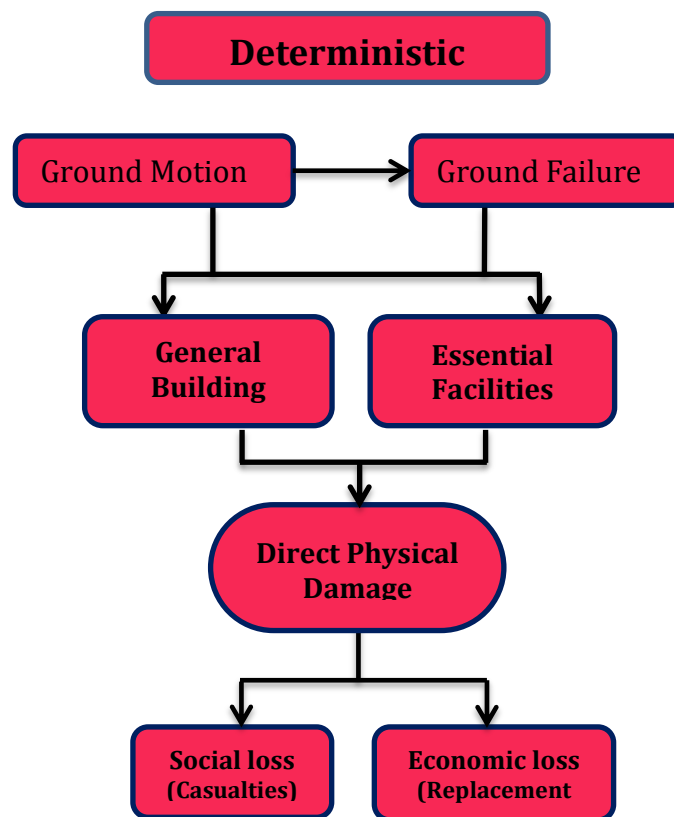 Deterministic
Ground Motion
Ground Failure
General
Building
Essential
Facilities
Direct Physical
Damage
Social loss
(Casualties)
Economic loss
(Replacement